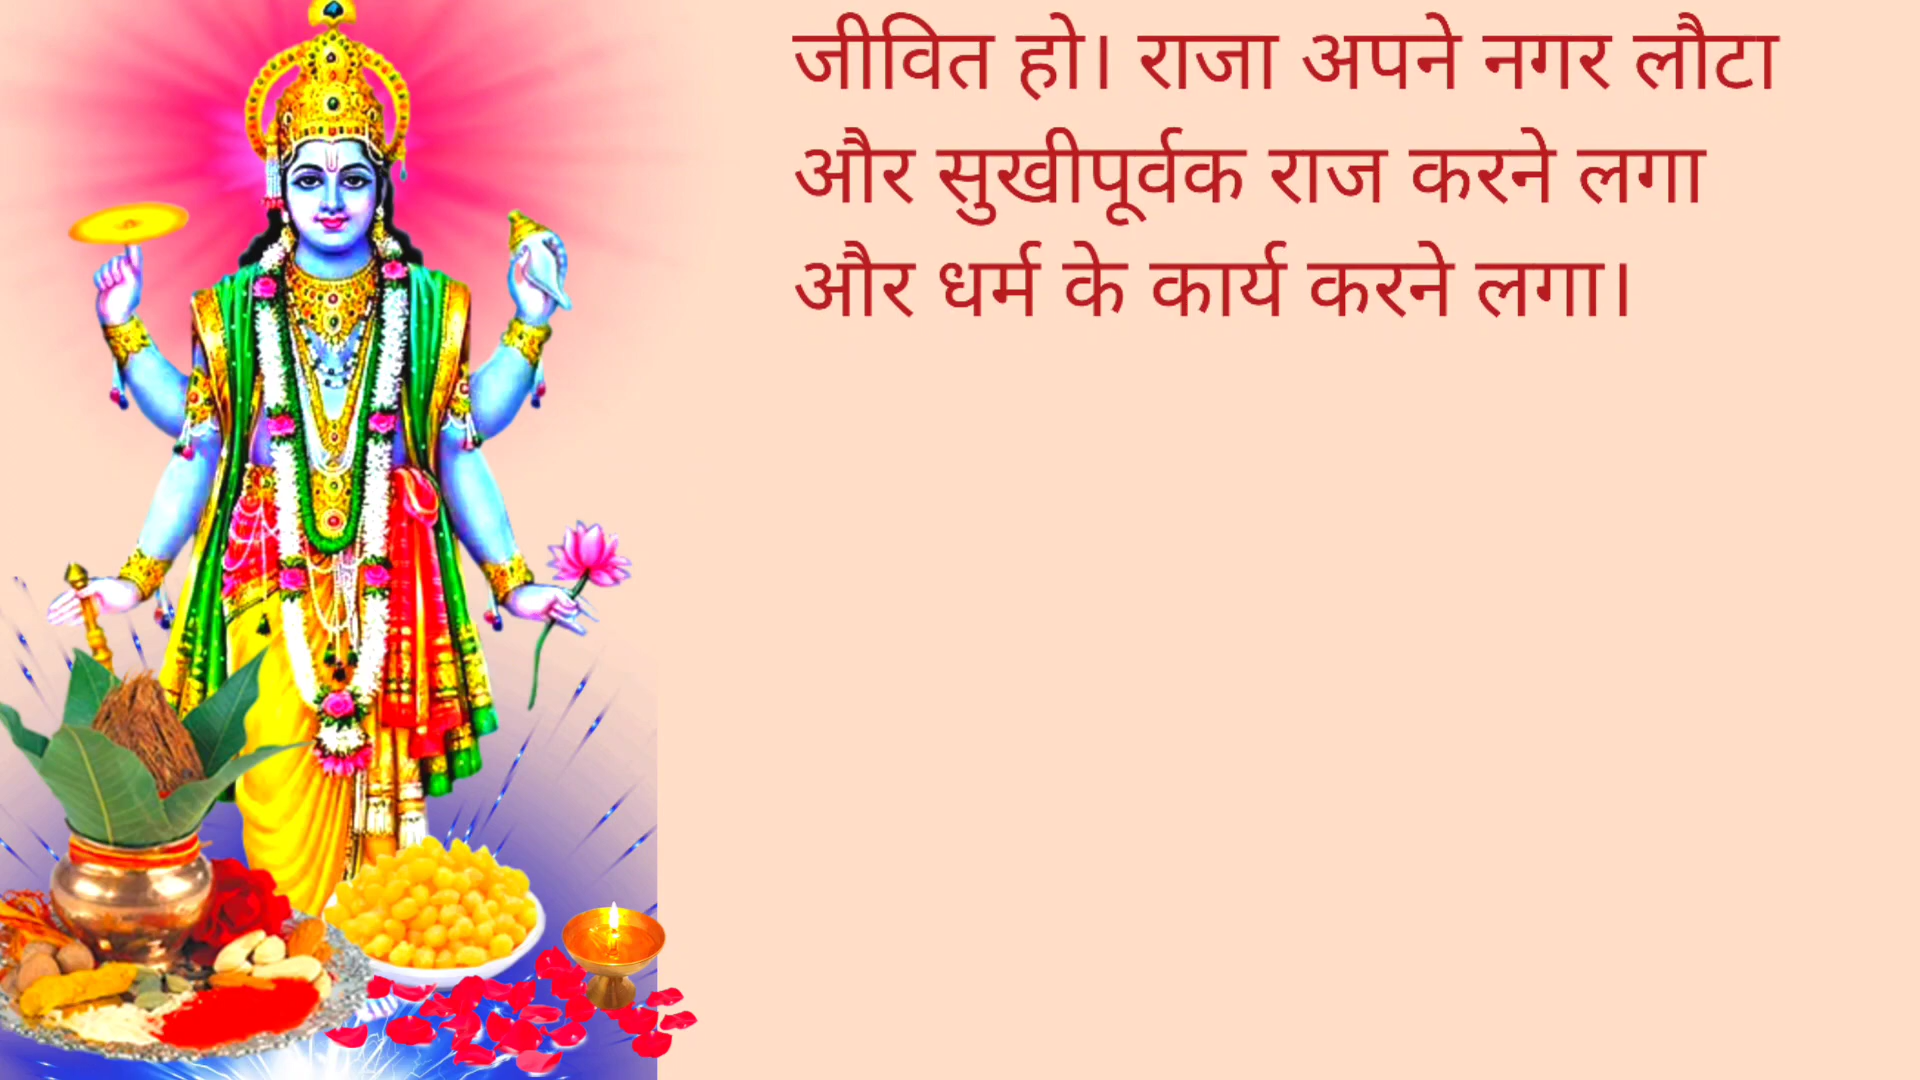 जीवित हो। राजा अपने नगर लौटा
और सुखीपूर्वक राज करने लगा
और धर्म के कार्य करने लगा।